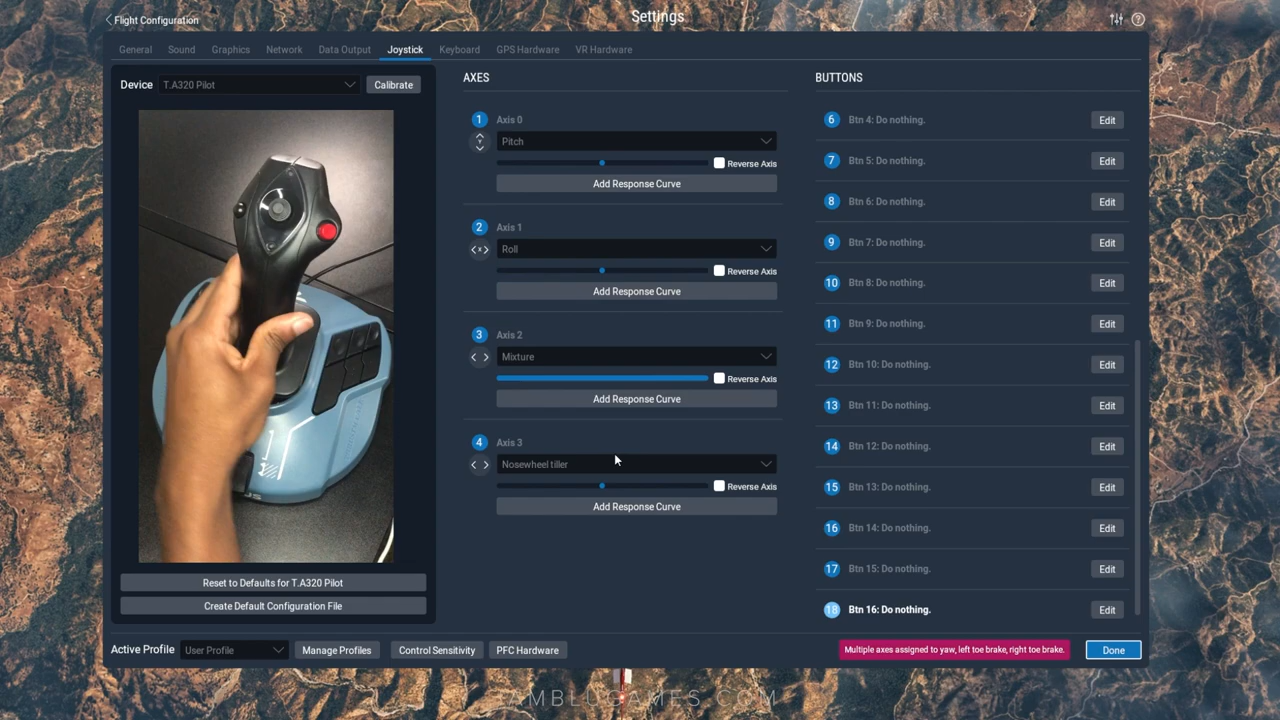 Flight Configuration
Settings
General Sound Graphics Network Data Output Joystick Keyboard GPS Hardware VR Hardware
Device T.A320 Pilot Calibrate
Reset to Defaults for T.A320 Pilot
Create Default Configuration File
AXES
1 Axis 0
Pitch
Reverse Axis
Add Response Curve
2 Axis 1
Roll
Reverse Axis
Add Response Curve
3 Axis 2
Mixture
Reverse Axis
Add Response Curve
4 Axis 3
Nosewheel tiller
Reverse Axis
Add Response Curve
BUTTONS
6 Btn 4: Do nothing. Edit
7 Btn 5: Do nothing. Edit
8 Btn 6: Do nothing. Edit
9 Btn 7: Do nothing. Edit
10 Btn 8: Do nothing. Edit
11 Btn 9: Do nothing. Edit
12 Btn 10: Do nothing. Edit
13 Btn 11: Do nothing. Edit
14 Btn 12: Do nothing. Edit
15 Btn 13: Do nothing. Edit
16 Btn 14: Do nothing. Edit
17 Btn 15: Do nothing. Edit
18 Btn 16: Do nothing. Edit
Active Profile User Profile Manage Profiles Control Sensitivity PFC Hardware Multiple axes assigned to yaw, left toe brake, right toe brake. Done
AMBLUGAMES.COM